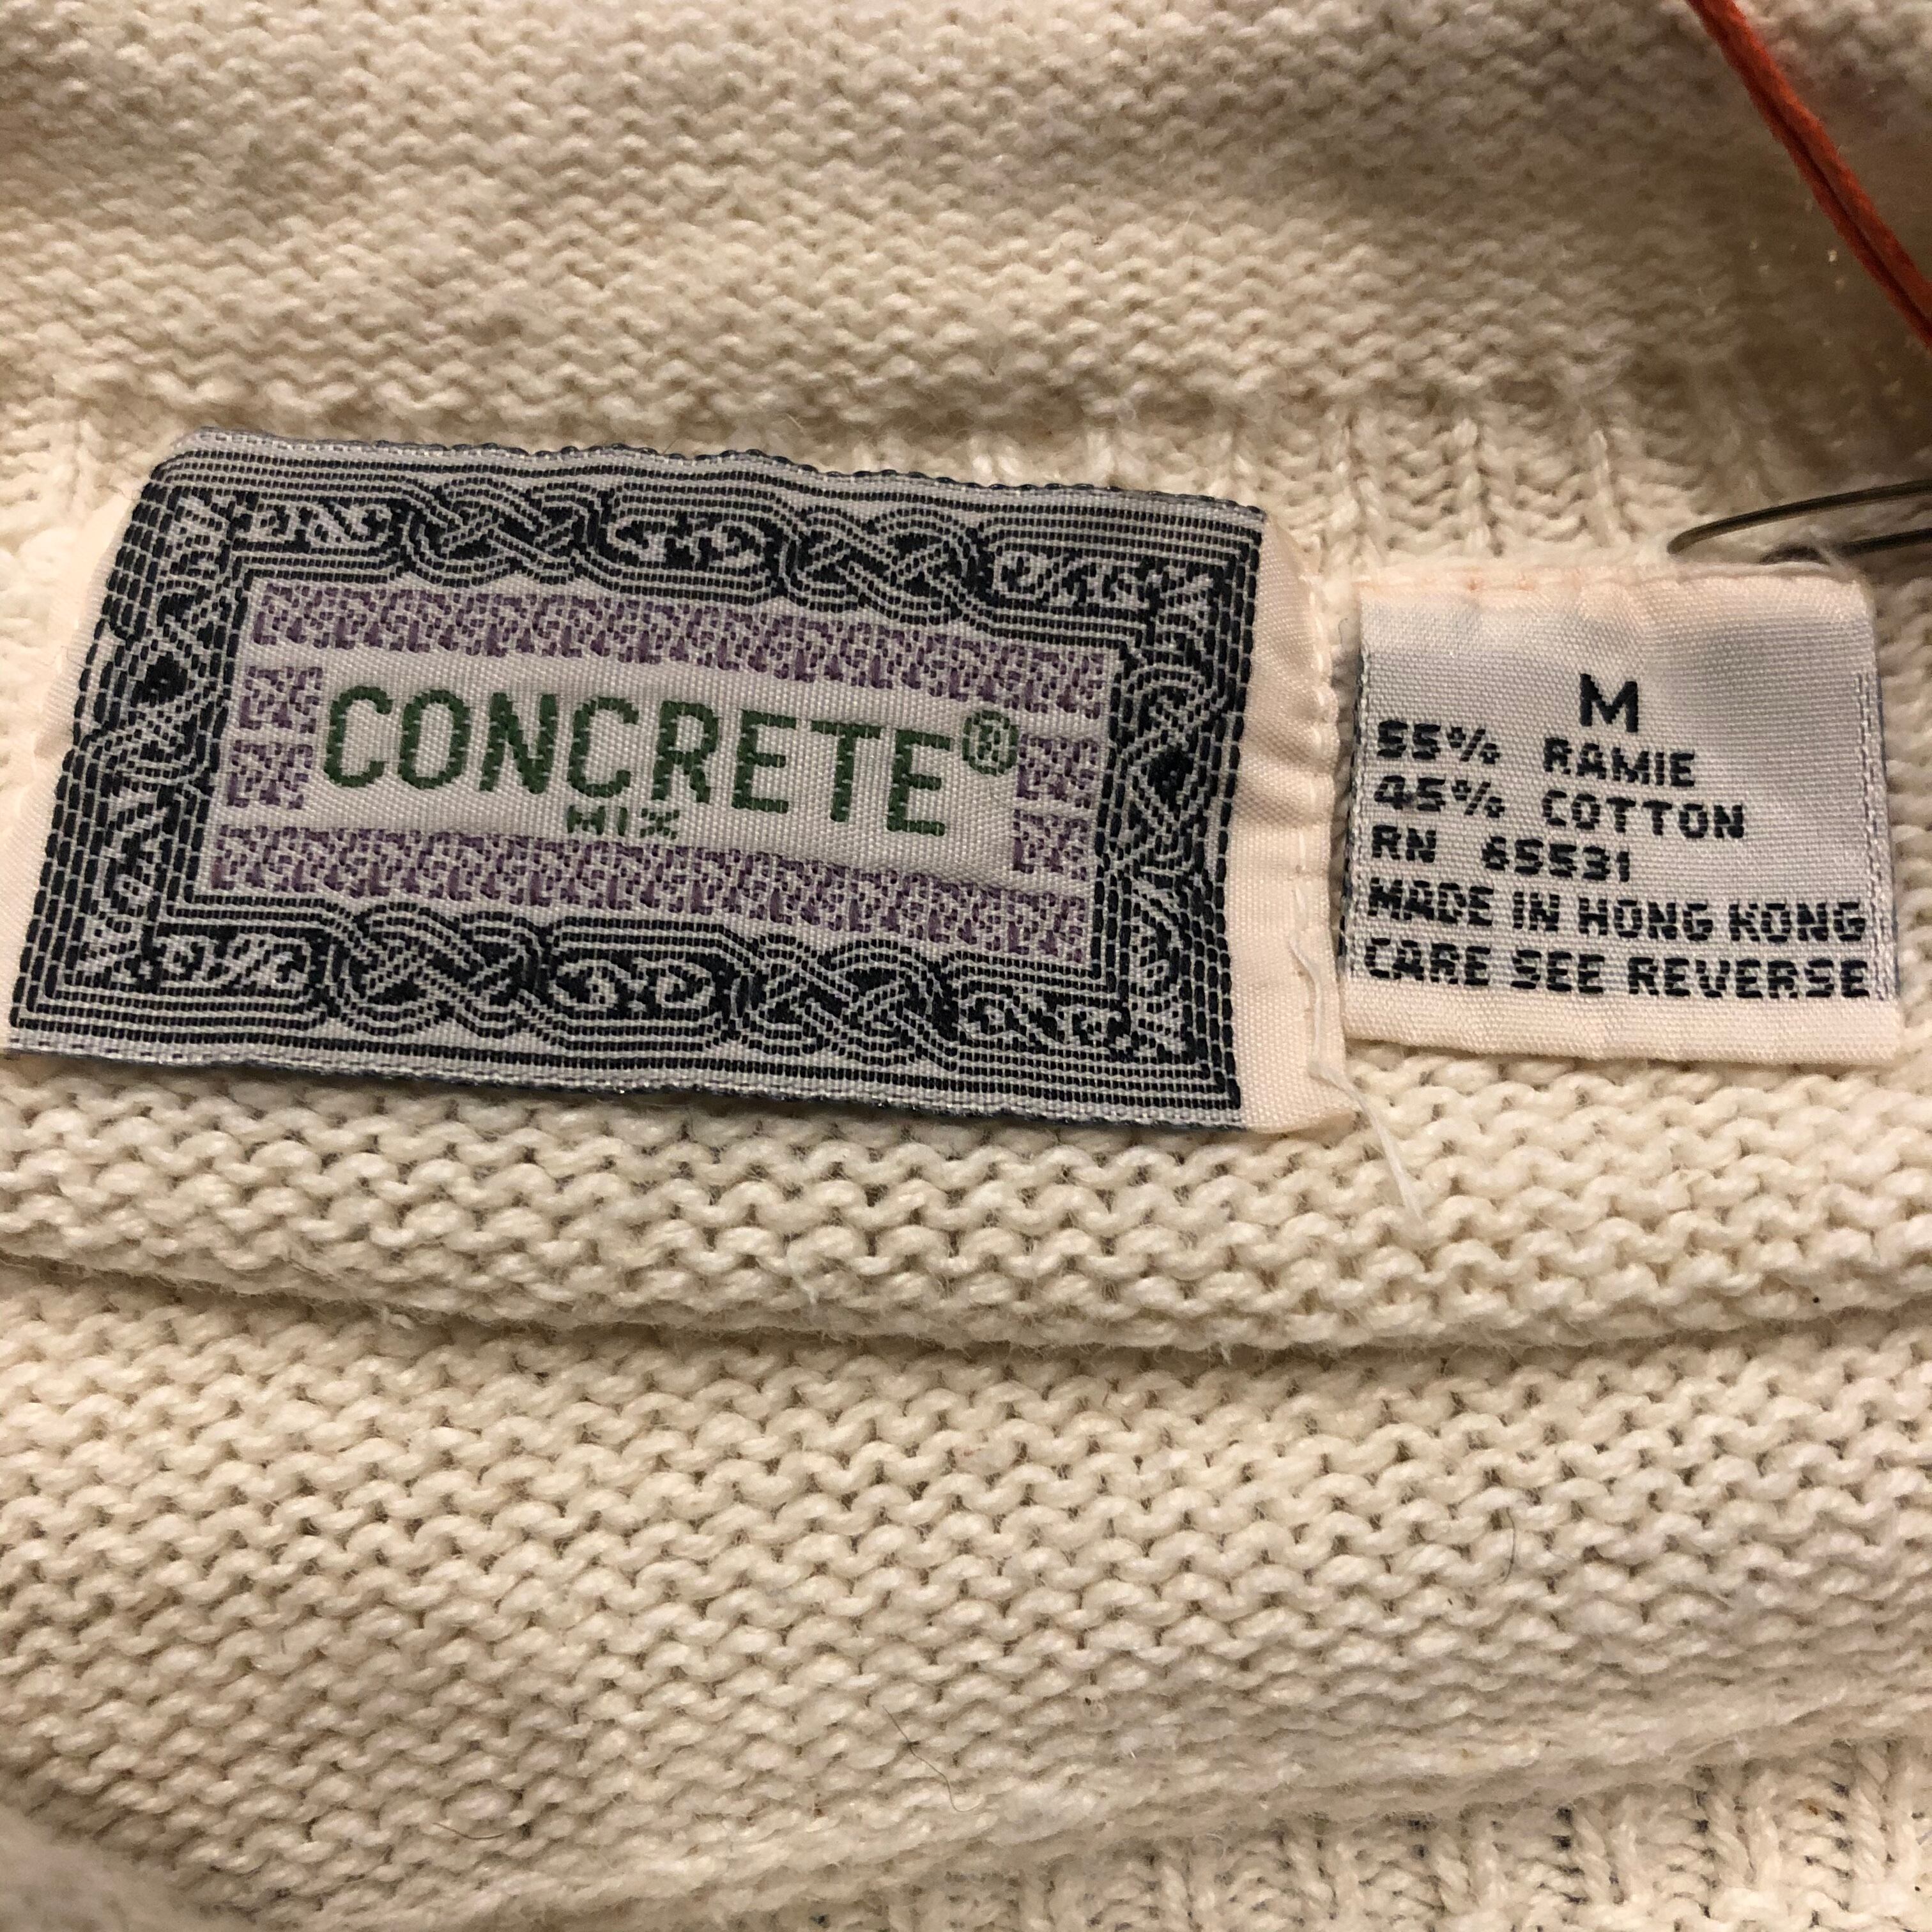 CONCRETE®
MIX
M
55% RAMIE
45% COTTON
RN 65531
MADE IN HONG KONG
CARE SEE REVERSE